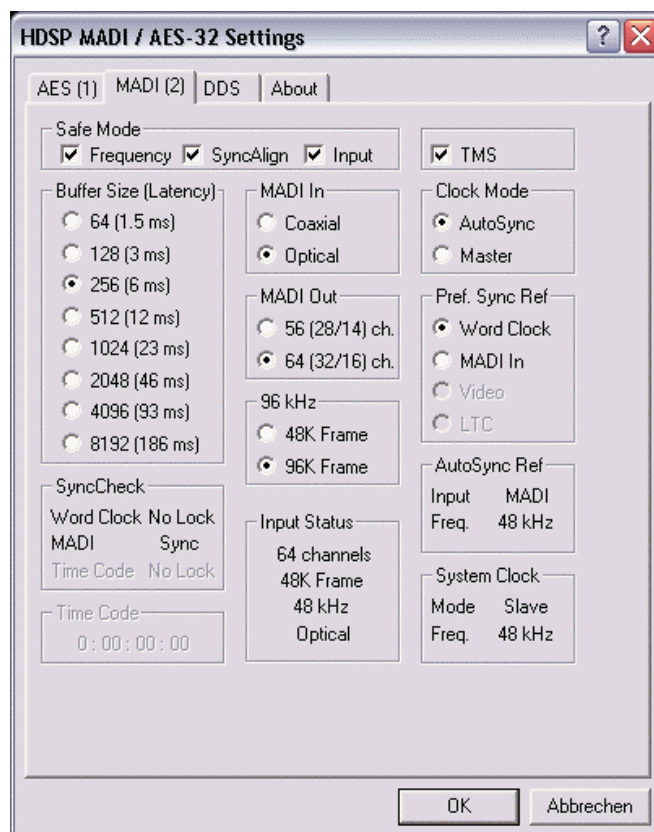 HDSP MADI / AES-32 Settings
AES (1) MADI (2) DDS About
Safe Mode
Frequency SyncAlign Input
TMS
Buffer Size (Latency)
64 (1.5 ms)
128 (3 ms)
256 (6 ms)
512 (12 ms)
1024 (23 ms)
2048 (46 ms)
4096 (93 ms)
8192 (186 ms)
SyncCheck
Word Clock No Lock
MADI Sync
Time Code No Lock
Time Code
0 : 00 : 00 : 00
MADI In
Coaxial
Optical
MADI Out
56 (28/14) ch.
64 (32/16) ch.
96 kHz
48K Frame
96K Frame
Input Status
64 channels
48K Frame
48 kHz
Optical
Clock Mode
AutoSync
Master
Pref. Sync Ref
Word Clock
MADI In
Video
LTC
AutoSync Ref
Input MADI
Freq. 48 kHz
System Clock
Mode Slave
Freq. 48 kHz
OK Abbrechen